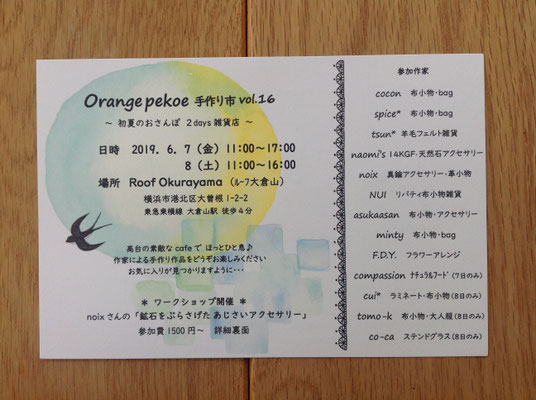 Orange pekoe 手作り市 vol.16
～ 初夏のおさんぽ 2days 雑貨店 ～
日時 2019. 6. 7 (金) 11:00～17:00
8 (土) 11:00～16:00
場所 Roof Okurayama (ルーフ大倉山)
横浜市港北区大曽根 1-2-2
東急東横線 大倉山駅 徒歩4分
高台の素敵な cafe で ほっとひと息♪
作家による手作り作品をどうぞお楽しみください
お気に入りが見つかりますように・・・
＊ ワークショップ開催 ＊
noix さんの「鉱石をぶらさげた あじさいアクセサリー」
参加費 1500 円～ 詳細裏面
参加作家
cocon 布小物・bag
spice* 布小物・bag
tsun* 羊毛フェルト雑貨
naomi's 14KGF・天然石アクセサリー
noix 真鍮アクセサリー・革小物
NUI リバティ布小物雑貨
asukaasan 布小物・アクセサリー
minty 布小物・bag
F.D.Y. フラワーアレンジ
compassion ﾅﾁｭﾗﾙﾌｰﾄﾞ (7日のみ)
cui* ラミネート・布小物 (8日のみ)
tomo-k 布小物・大人服 (8日のみ)
co-ca ステンドグラス (8日のみ)